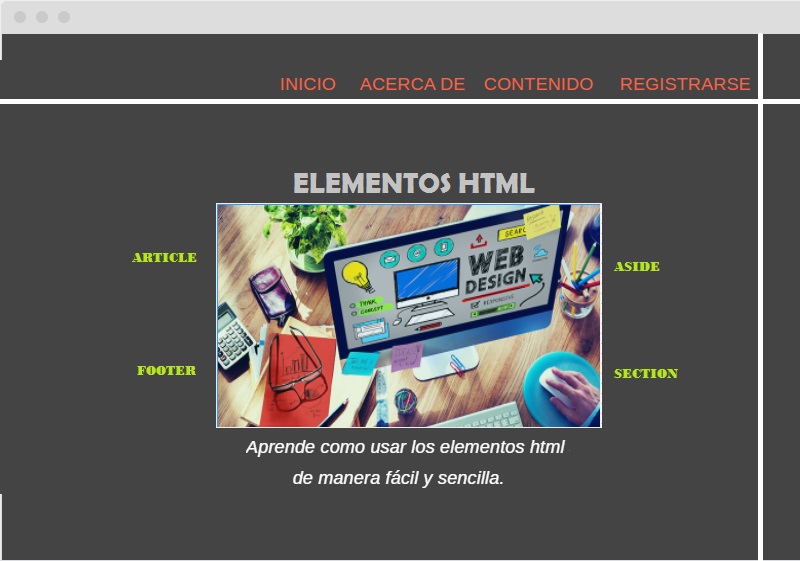 INICIO ACERCA DE CONTENIDO REGISTRARSE
ELEMENTOS HTML
ARTICLE
ASIDE
FOOTER
SECTION
THINK
CONCEPT
SEARC
WEB
DESIGN
RESPONSIVE
Aprende como usar los elementos html
de manera fácil y sencilla.